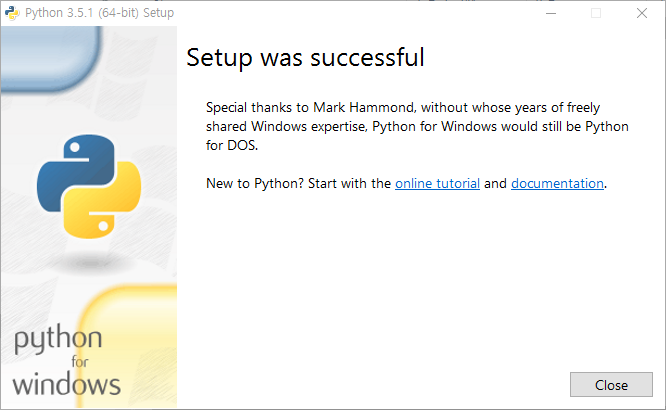 Python 3.5.1 (64-bit) Setup
Setup was successful
Special thanks to Mark Hammond, without whose years of freely
shared Windows expertise, Python for Windows would still be Python
for DOS.
New to Python? Start with the online tutorial and documentation.
python
for
windows
Close